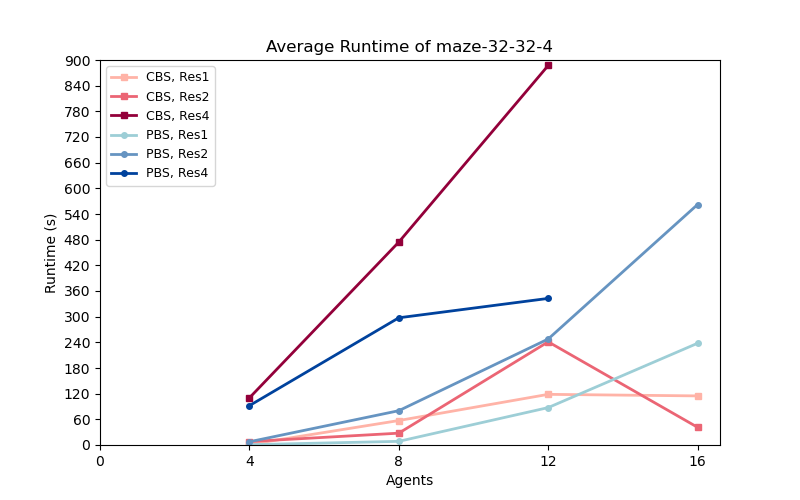 Average Runtime of maze-32-32-4
900
840
780
720
660
600
540
480
420
360
300
240
180
120
60
0
Runtime (s)
CBS, Res1
CBS, Res2
CBS, Res4
PBS, Res1
PBS, Res2
PBS, Res4
0 4 8 12 16
Agents